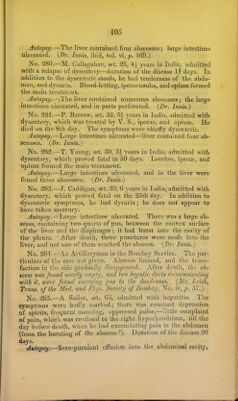 105
Autopsy.—The liver contained four abscesses; large intestines
ulcerated. (Dr. Innis, ibid, vol. vi, p. 169.)
No. 280.—M. Callaghan, æt. 25, 4½ years in India, admitted
with a relapse of dysentery—duration of the disease 11 days. In
addition to the dysenteric stools, he had tenderness of the abdo-
men, and dysuria. Blood-letting, ipecacuanha, and opium formed
the main treatment.
Autopsy.—The liver contained numerous abscesses; the large
intestines ulcerated, and in parts perforated. (Dr. Innis.)
No. 281.—P. Barrow, æt. 33, 5½ years in India, admitted with
dysentery, which was treated by V. S., ipecac, and opium. He
died on the 8th day. The symptoms were chiefly dysenteric.
Autopsy.—Large intestines ulcerated—liver contained four ab-
scesses. (Dr. Innis.)
No. 282.—T. Young, æt. 30, 5½ years in India, admitted with
dysentery, which proved fatal in 30 days. Leeches, ipecac, and
opium formed the main treatment.
Autopsy.—Large intestines ulcerated, and in the liver were
found three abscesses. (Dr. Innis.)
No. 283.—J. Caddigan, æt. 35, 6 years in India, admitted with
dysentery, which proved fatal on the 25th day. In addition to
dysenteric symptoms, he had dysuria; he does not appear to
have taken mercury.
Autopsy.—Large intestines ulcerated. There was a large ab-
scess, containing two quarts of pus, between the convex surface
of the liver and the diaphragm; it had burst into the cavity of
the pleura. After death, three punctures were made into the
liver, and not one of them reached the abscess. (Dr. Innis.)
No. 284.—An Artilleryman in the Bombay Service. The par-
ticulars of the case not given. Abscess formed, and the tume-
faction in the side gradually disappeared. After death, the ab-
scess was found nearly empty, and two hepatic ducts communicating
with it, were found carrying pus to the duodenum. (Mr. Leith,
Trans. of the Med. and Phys. Society of Bombay, No. iv, p. 37.)
No. 285.—A Sailor, æt. 63, admitted with hepatitis. The
symptoms were badly marked; there was constant depression
of spirits, frequent moaning, oppressed pulse,—little complaint
of pain, which was confined to the right hypochondrium, till the
day before death, when he had excruciating pain in the abdomen
(from the bursting of the abscess?). Duration of the disease 20
days.
Autopsy.—Sero-purulent effusion into the abdominal cavity;